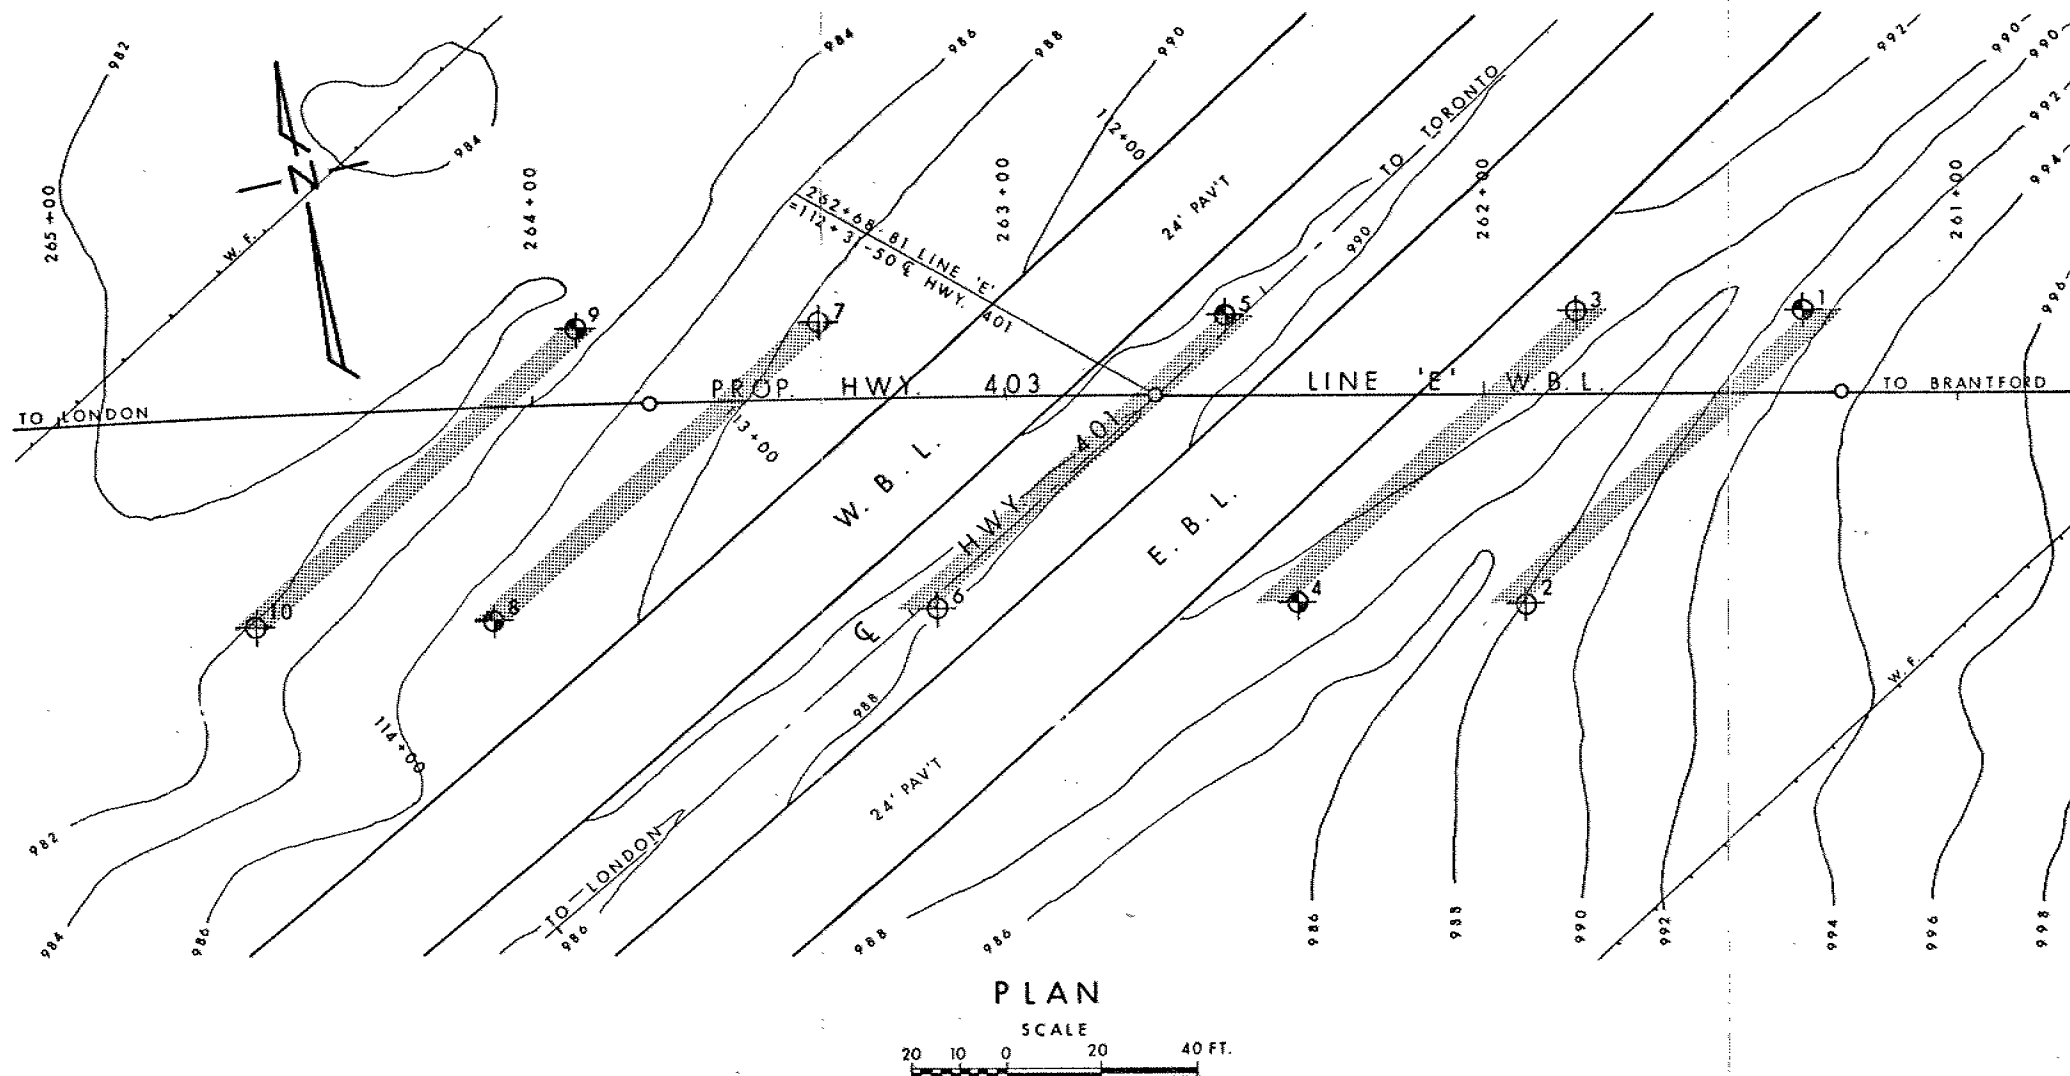 982
984
984
986
988
990
992
990
990
992
994
996
N
W. F.
265+00
264+00
263+00
262+00
261+00
112+00
24' PAV'T
TO TORONTO
990
262+68-81 LINE 'E'
=112+31-50 ℄ HWY. 401
9
7
5
3
1
TO LONDON
PROP. HWY. 403
LINE 'E' W. B. L.
TO BRANTFORD
13+00
W. B. L.
HWY. 401
E. B. L.
10
8
6
4
2
℄
W. F.
988
114+00
24' PAV'T
TO LONDON
982
984
986
986
988
986
986
988
990
992
994
996
998
PLAN
SCALE
20 10 0 20 40 FT.